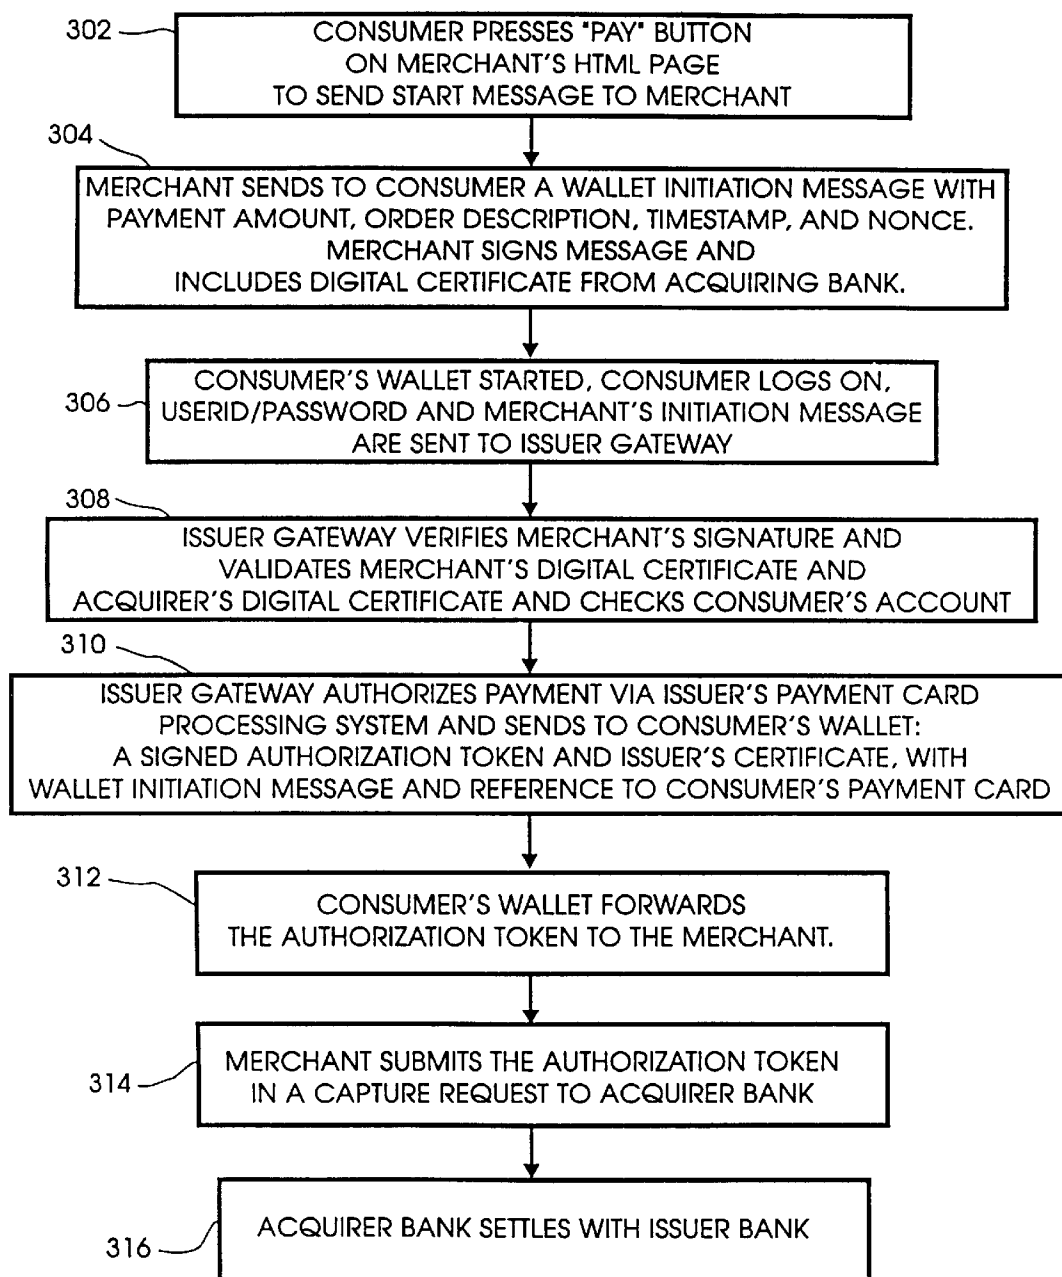 302
CONSUMER PRESSES "PAY" BUTTON
ON MERCHANT'S HTML PAGE
TO SEND START MESSAGE TO MERCHANT
304
MERCHANT SENDS TO CONSUMER A WALLET INITIATION MESSAGE WITH
PAYMENT AMOUNT, ORDER DESCRIPTION, TIMESTAMP, AND NONCE.
MERCHANT SIGNS MESSAGE AND
INCLUDES DIGITAL CERTIFICATE FROM ACQUIRING BANK.
306
CONSUMER'S WALLET STARTED, CONSUMER LOGS ON,
USERID/PASSWORD AND MERCHANT'S INITIATION MESSAGE
ARE SENT TO ISSUER GATEWAY
308
ISSUER GATEWAY VERIFIES MERCHANT'S SIGNATURE AND
VALIDATES MERCHANT'S DIGITAL CERTIFICATE AND
ACQUIRER'S DIGITAL CERTIFICATE AND CHECKS CONSUMER'S ACCOUNT
310
ISSUER GATEWAY AUTHORIZES PAYMENT VIA ISSUER'S PAYMENT CARD
PROCESSING SYSTEM AND SENDS TO CONSUMER'S WALLET:
A SIGNED AUTHORIZATION TOKEN AND ISSUER'S CERTIFICATE, WITH
WALLET INITIATION MESSAGE AND REFERENCE TO CONSUMER'S PAYMENT CARD
312
CONSUMER'S WALLET FORWARDS
THE AUTHORIZATION TOKEN TO THE MERCHANT.
314
MERCHANT SUBMITS THE AUTHORIZATION TOKEN
IN A CAPTURE REQUEST TO ACQUIRER BANK
316
ACQUIRER BANK SETTLES WITH ISSUER BANK